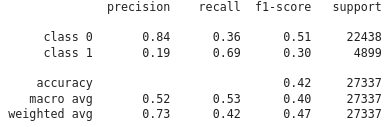 precision recall f1-score support
class 0 0.84 0.36 0.51 22438
class 1 0.19 0.69 0.30 4899
accuracy 0.42 27337
macro avg 0.52 0.53 0.40 27337
weighted avg 0.73 0.42 0.47 27337